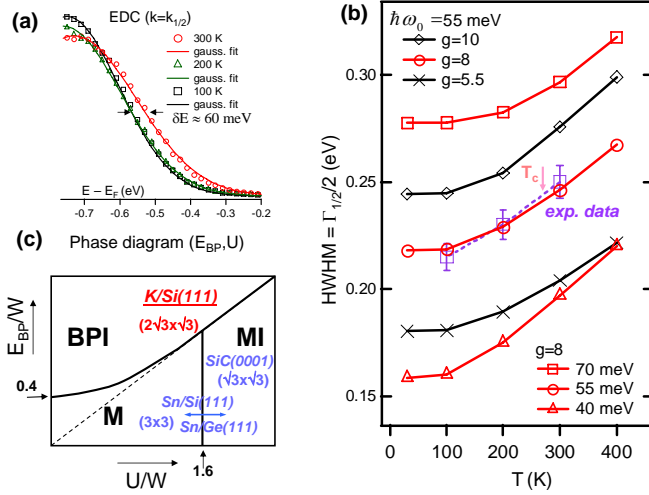 (a)
EDC (k=k1/2)
300 K
gauss. fit
200 K
gauss. fit
100 K
gauss. fit
δE ≈ 60 meV
E − EF (eV)
-0.7 -0.6 -0.5 -0.4 -0.3 -0.2
Phase diagram (EBP,U)
(c)
EBP/W
0.4
BPI
K/Si(111)
(2√3x√3)
MI
SiC(0001)
(√3x√3)
M
Sn/Si(111)
(3x3)
Sn/Ge(111)
U/W
1.6
(b)
ħω0 = 55 meV
g=10
g=8
g=5.5
HWHM = Γ1/2/2 (eV)
0.30
0.25
0.20
0.15
Tc
exp. data
g=8
70 meV
55 meV
40 meV
0 100 200 300 400
T (K)